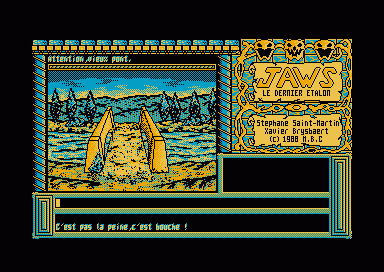 Attention,vieux pont.
JAWS
LE DERNIER ETALON
Stephane Saint-Martin
Xavier Brysbaert
(c) 1988 M.B.C
C'est pas la peine,c'est bouche !